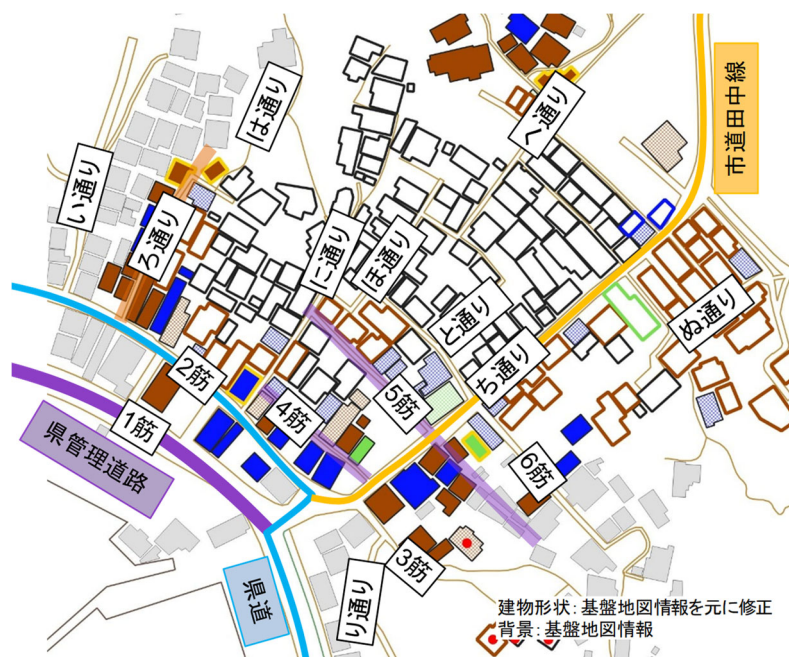 は通り
い通り
ろ通り
に通り
ほ通り
へ通り
と通り
ち通り
ぬ通り
市道田中線
2筋
1筋
4筋
5筋
6筋
3筋
り通り
県管理道路
県道
建物形状：基盤地図情報を元に修正
背景：基盤地図情報